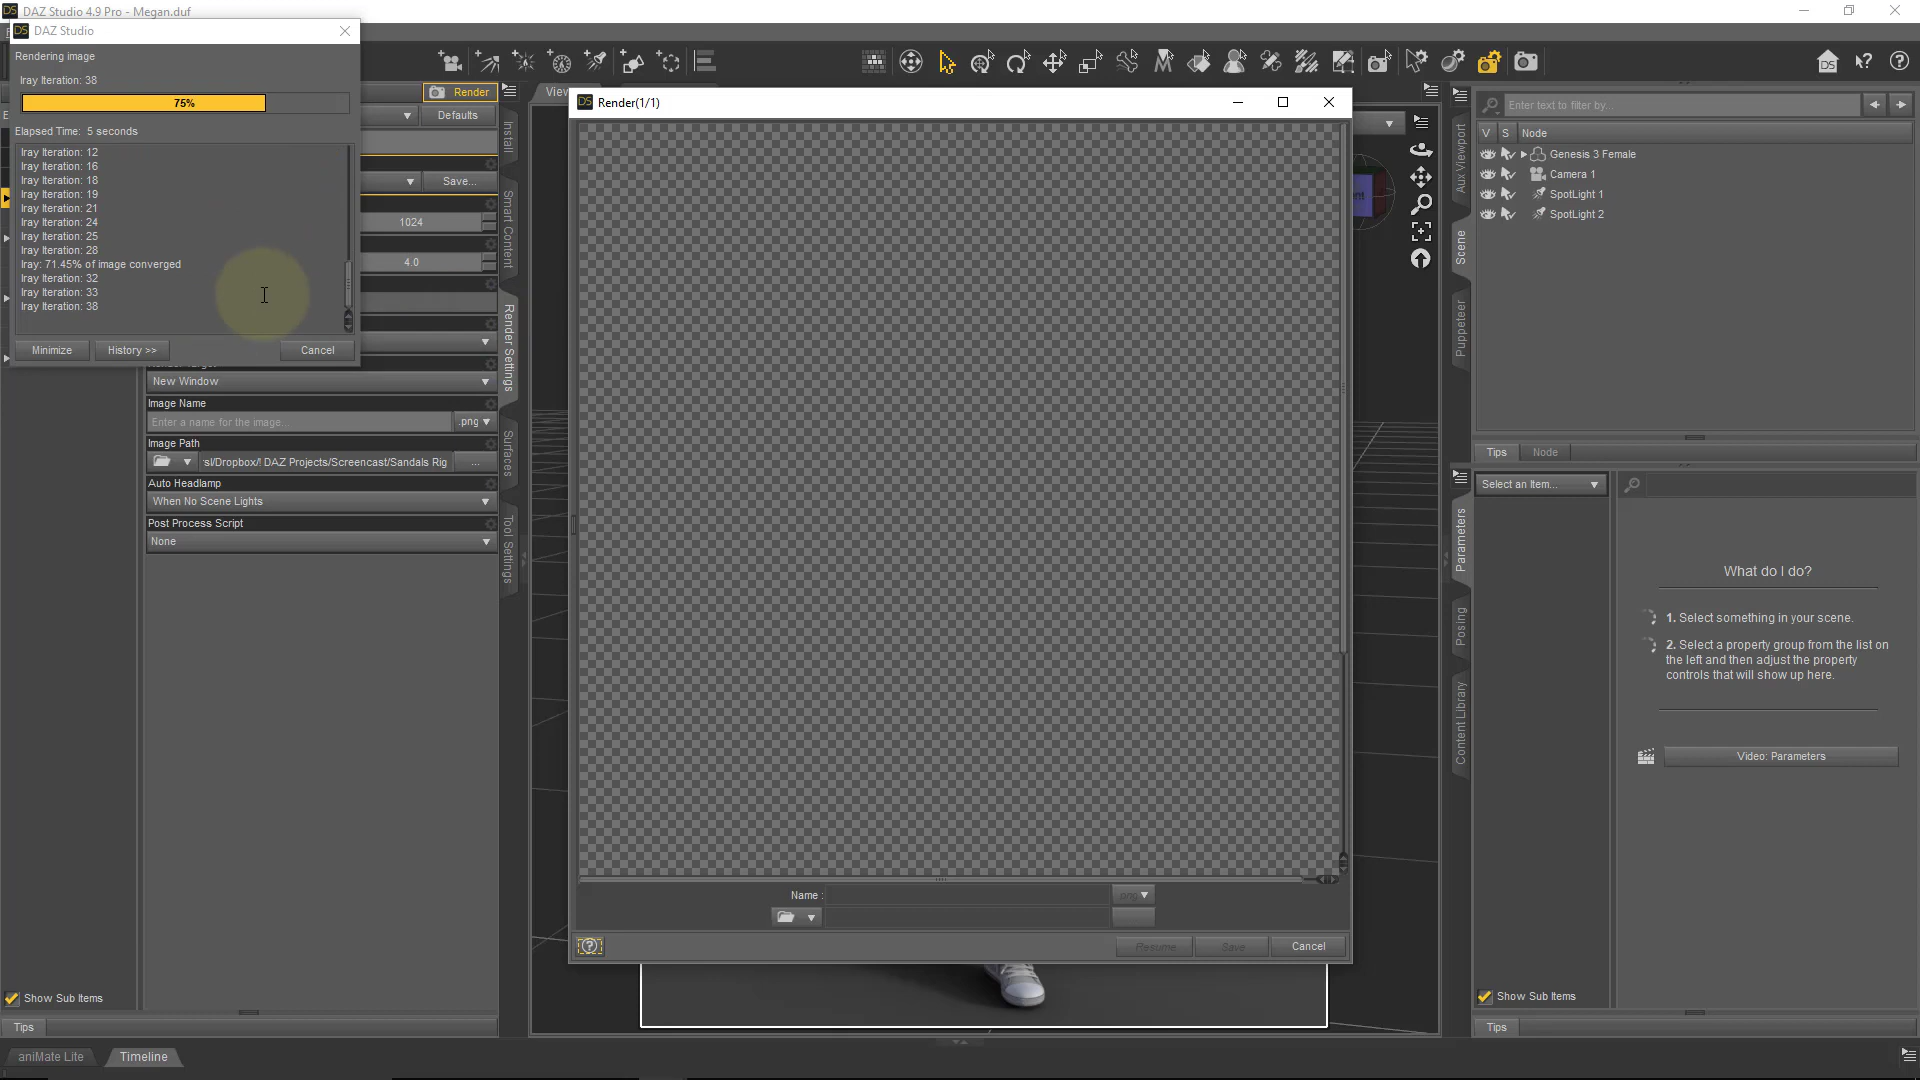 DAZ Studio 4.9 Pro - Megan.duf
DAZ Studio
Rendering image
Iray Iteration: 38
75%
Elapsed Time: 5 seconds
Iray Iteration: 12
Iray Iteration: 16
Iray Iteration: 18
Iray Iteration: 19
Iray Iteration: 21
Iray Iteration: 24
Iray Iteration: 25
Iray Iteration: 28
Iray: 71.45% of image converged
Iray Iteration: 32
Iray Iteration: 33
Iray Iteration: 38
Minimize
History >>
Cancel
Render
Defaults
Save...
1024
4.0
New Window
Image Name
Enter a name for the image...
.png
Image Path
sl/Dropbox/! DAZ Projects/Screencast/Sandals Rig
...
Auto Headlamp
When No Scene Lights
Post Process Script
None
Show Sub Items
Tips
aniMate Lite
Timeline
Install
Smart Content
Render Settings
Surfaces
Tool Settings
View
Render(1/1)
Name :
.png
Resume
Save
Cancel
Aux Viewport
Scene
Puppeteer
Enter text to filter by...
V S Node
Genesis 3 Female
Camera 1
SpotLight 1
SpotLight 2
Tips
Node
Parameters
Posing
Content Library
Select an Item...
What do I do?
1. Select something in your scene.
2. Select a property group from the list on
the left and then adjust the property
controls that will show up here.
Video: Parameters
Show Sub Items
Tips